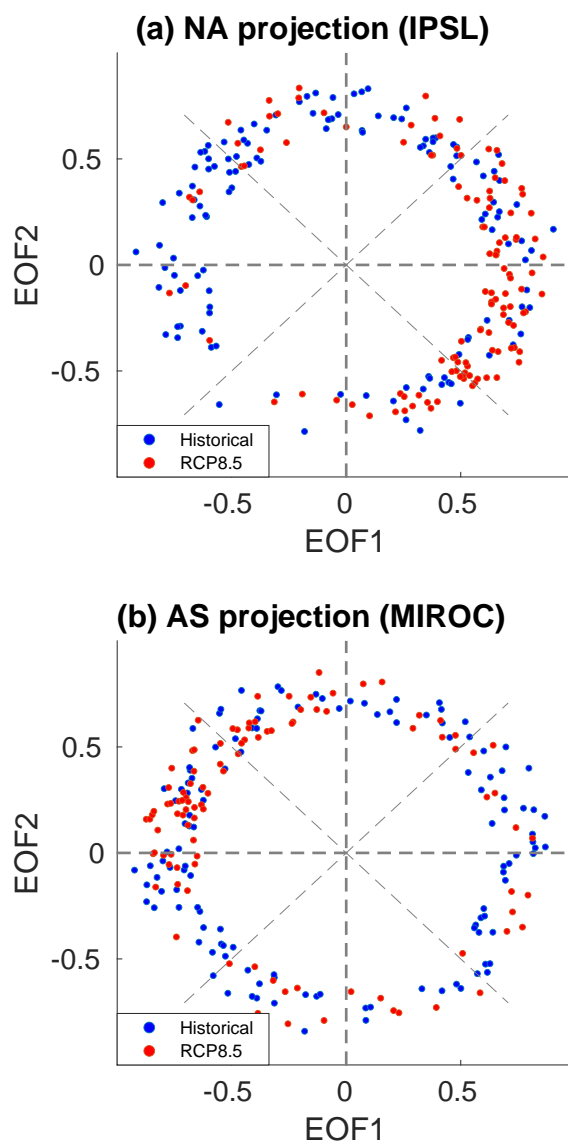 (a) NA projection (IPSL)
EOF2
0.5
0
-0.5
Historical
RCP8.5
-0.5
0
0.5
EOF1
(b) AS projection (MIROC)
EOF2
0.5
0
-0.5
Historical
RCP8.5
-0.5
0
0.5
EOF1